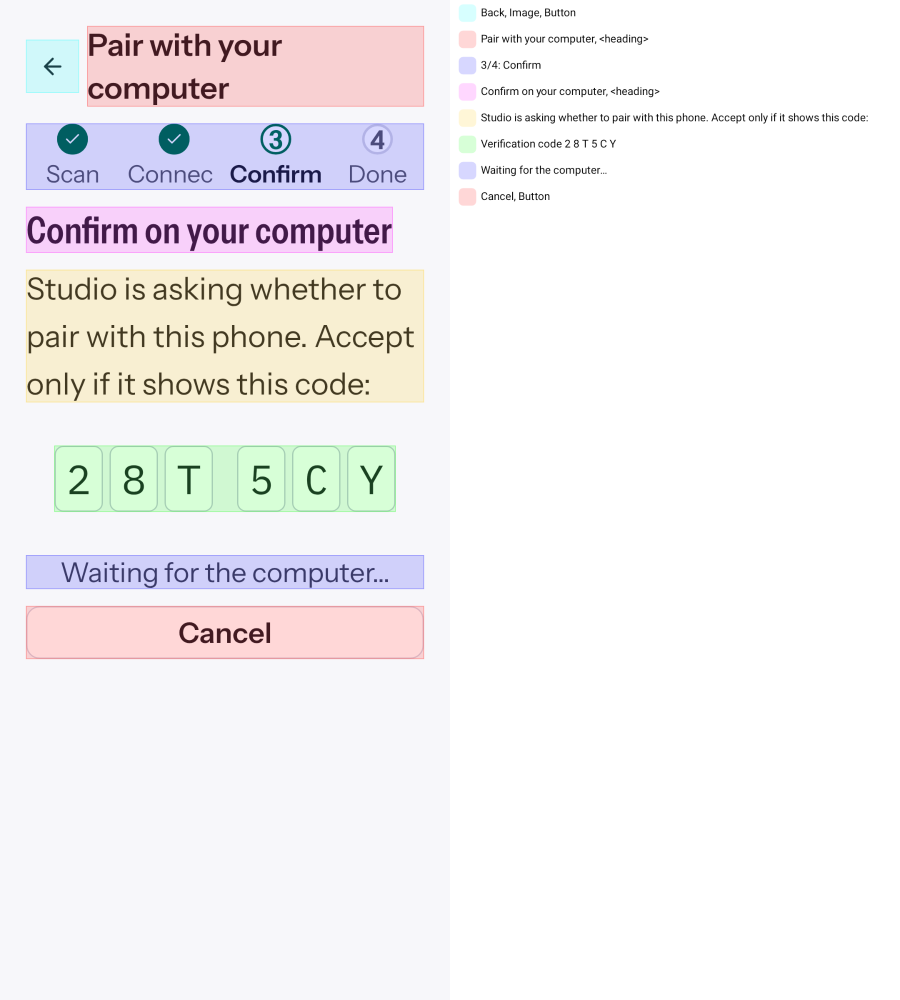 Pair with your
computer
3 4
Scan Connec Confirm Done
Confirm on your computer
Studio is asking whether to
pair with this phone. Accept
only if it shows this code:
2 8 T 5 C Y
Waiting for the computer...
Cancel
Back, Image, Button
Pair with your computer, <heading>
3/4: Confirm
Confirm on your computer, <heading>
Studio is asking whether to pair with this phone. Accept only if it shows this code:
Verification code 2 8 T 5 C Y
Waiting for the computer...
Cancel, Button